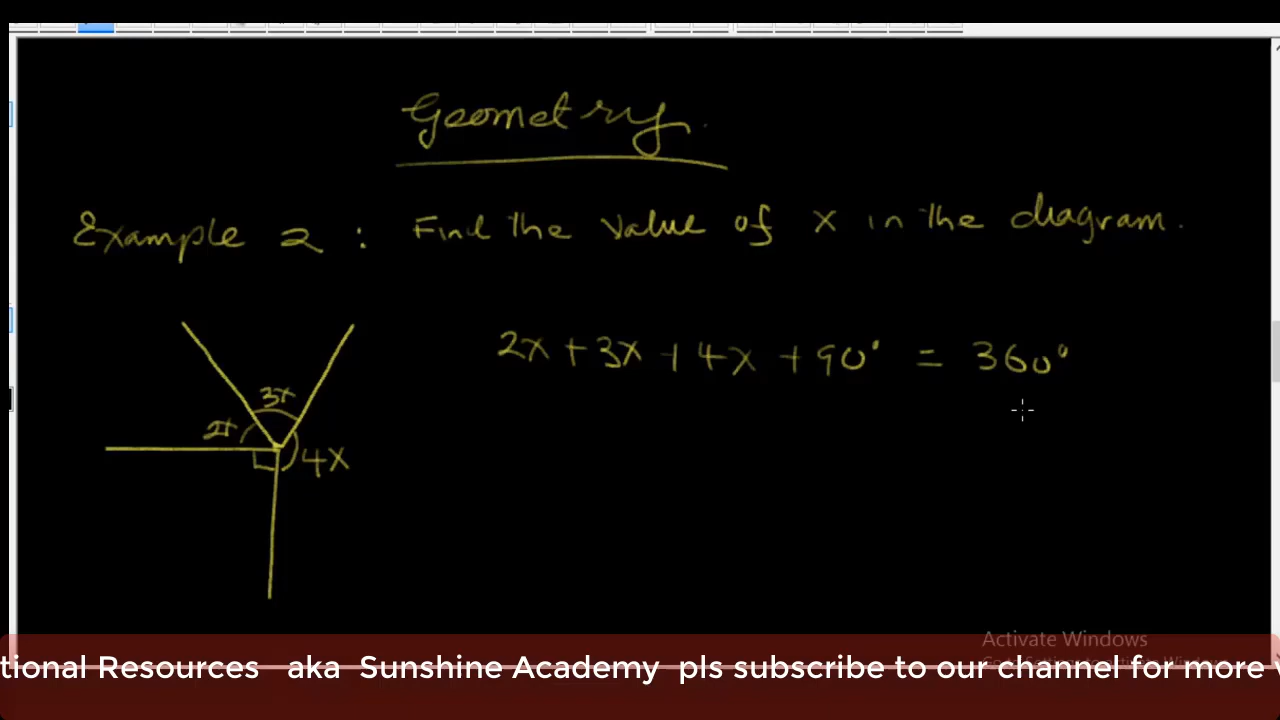 Geometry.
Example 2 : Find the value of x in the diagram.
2x + 3x + 4x + 90° = 360°
3x
2x
4x
Activate Windows
tional Resources aka Sunshine Academy pls subscribe to our channel for more